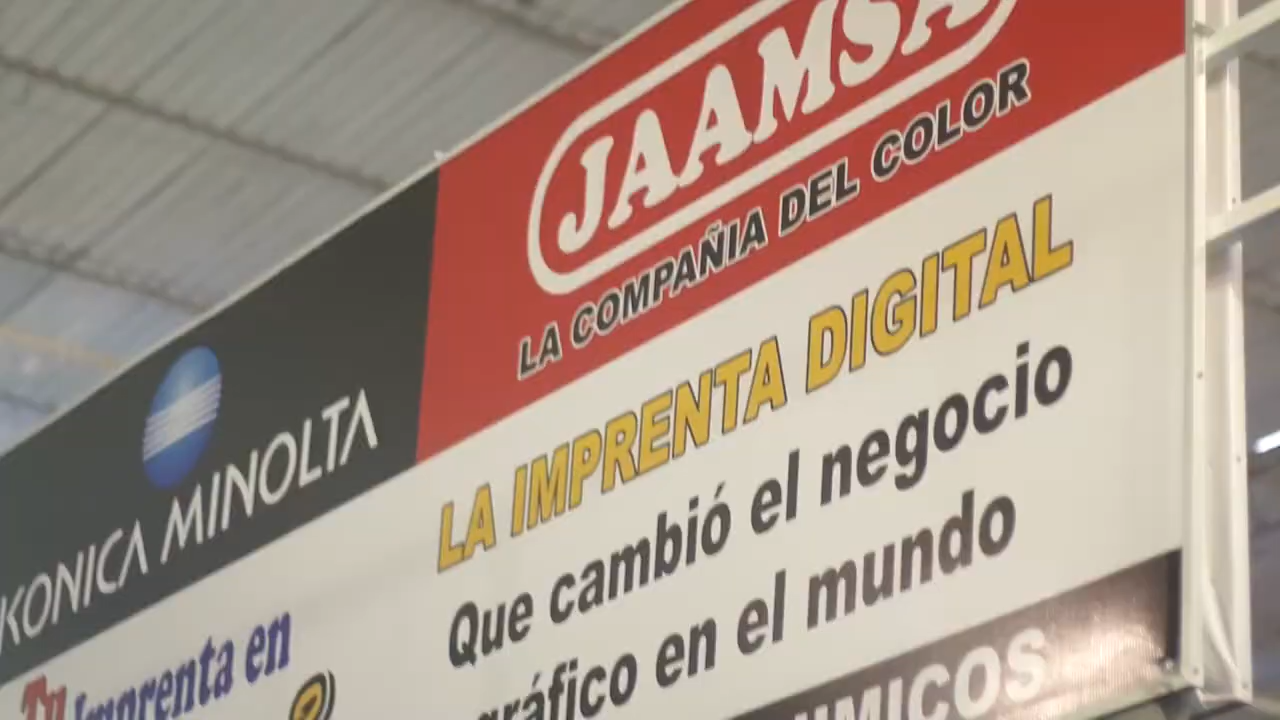 JAAMSA
LA COMPAÑIA DEL COLOR
KONICA MINOLTA
LA IMPRENTA DIGITAL
Que cambió el negocio
gráfico en el mundo
Tu Imprenta en